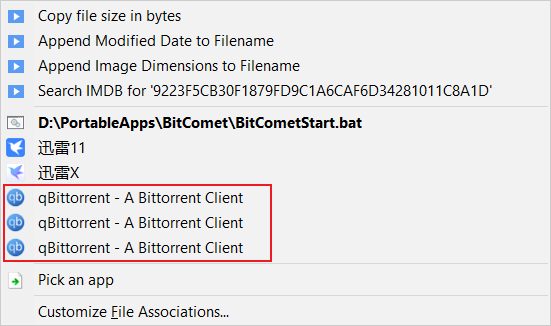 Copy file size in bytes
Append Modified Date to Filename
Append Image Dimensions to Filename
Search IMDB for '9223F5CB30F1879FD9C1A6CAF6D34281011C8A1D'
D:\PortableApps\BitComet\BitCometStart.bat
迅雷11
迅雷X
qBittorrent - A Bittorrent Client
qBittorrent - A Bittorrent Client
qBittorrent - A Bittorrent Client
Pick an app
Customize File Associations...